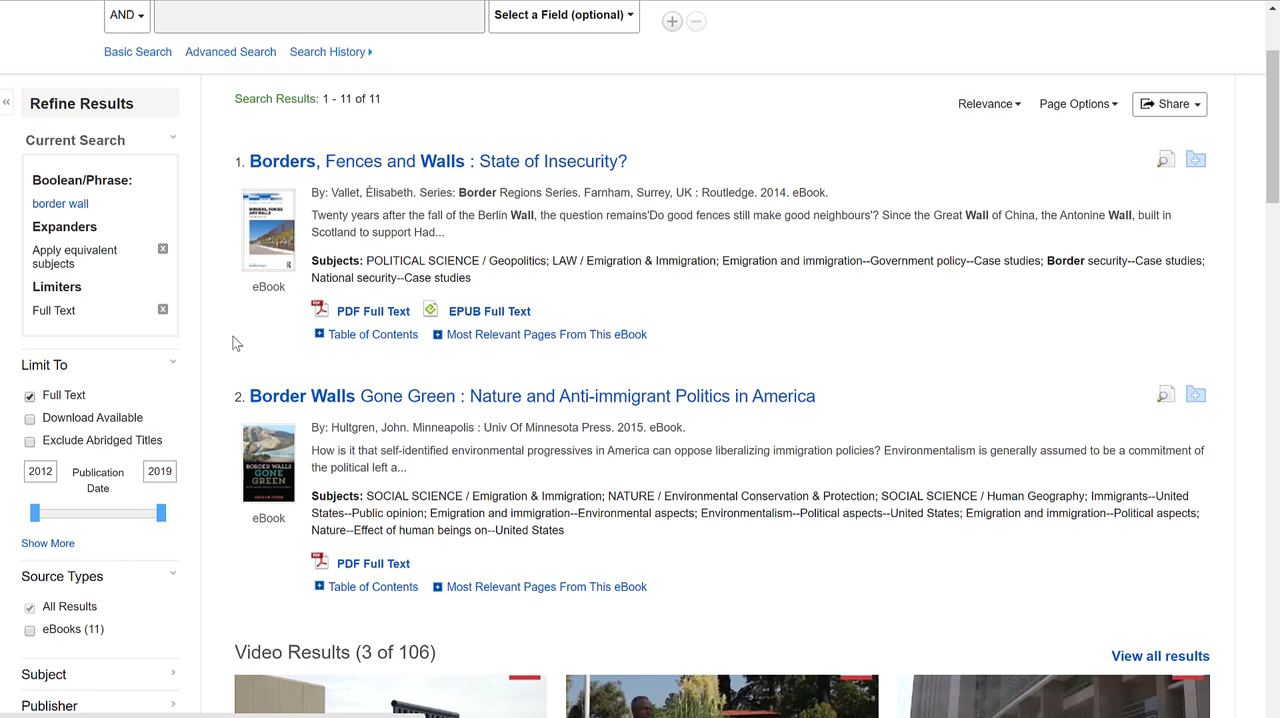 AND
Select a Field (optional)
Basic Search Advanced Search Search History
Refine Results
Current Search
Boolean/Phrase:
border wall
Expanders
Apply equivalent
subjects
Limiters
Full Text
Limit To
Full Text
Download Available
Exclude Abridged Titles
2012 Publication Date 2019
Show More
Source Types
All Results
eBooks (11)
Subject
Publisher
Search Results: 1 - 11 of 11
Relevance Page Options Share
1. Borders, Fences and Walls : State of Insecurity?
By: Vallet, Élisabeth. Series: Border Regions Series. Farnham, Surrey, UK : Routledge. 2014. eBook.
Twenty years after the fall of the Berlin Wall, the question remains'Do good fences still make good neighbours'? Since the Great Wall of China, the Antonine Wall, built in
Scotland to support Had...
eBook
Subjects: POLITICAL SCIENCE / Geopolitics; LAW / Emigration & Immigration; Emigration and immigration--Government policy--Case studies; Border security--Case studies;
National security--Case studies
PDF Full Text EPUB Full Text
Table of Contents Most Relevant Pages From This eBook
2. Border Walls Gone Green : Nature and Anti-immigrant Politics in America
By: Hultgren, John. Minneapolis : Univ Of Minnesota Press. 2015. eBook.
How is it that self-identified environmental progressives in America can oppose liberalizing immigration policies? Environmentalism is generally assumed to be a commitment of
the political left a...
BORDER WALLS
GONE
GREEN
eBook
Subjects: SOCIAL SCIENCE / Emigration & Immigration; NATURE / Environmental Conservation & Protection; SOCIAL SCIENCE / Human Geography; Immigrants--United
States--Public opinion; Emigration and immigration--Environmental aspects; Environmentalism--Political aspects--United States; Emigration and immigration--Political aspects;
Nature--Effect of human beings on--United States
PDF Full Text
Table of Contents Most Relevant Pages From This eBook
Video Results (3 of 106)
View all results